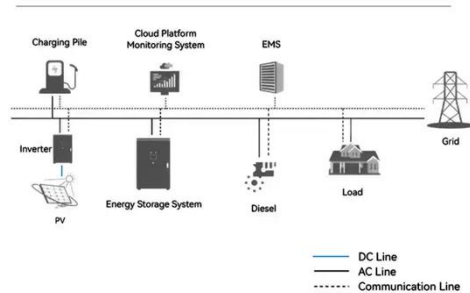 Charging Pile
Cloud Platform
Monitoring System
EMS
Inverter
PV
Energy Storage System
Diesel
Load
Grid
DC Line
AC Line
Communication Line